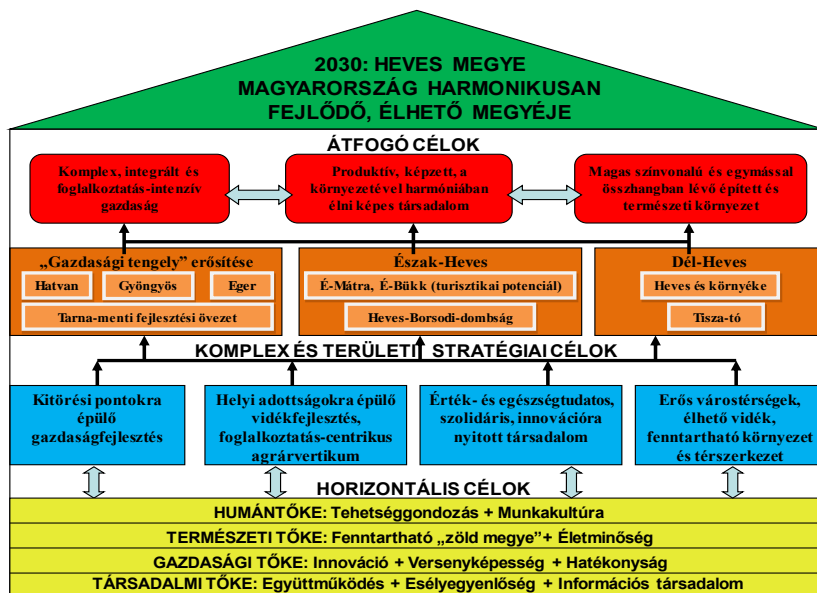 2030: HEVES MEGYE
MAGYARORSZÁG HARMONIKUSAN
FEJLŐDŐ, ÉLHETŐ MEGYÉJE
ÁTFOGÓ CÉLOK
Komplex, integrált és
foglalkoztatás-intenzív
gazdaság
Produktív, képzett, a
környezetével harmóniában
élni képes társadalom
Magas színvonalú és egymással
összhangban lévő épített és
természeti környezet
„Gazdasági tengely” erősítése
Hatvan
Gyöngyös
Eger
Tarna-menti fejlesztési övezet
Észak-Heves
É-Mátra, É-Bükk (turisztikai potenciál)
Heves-Borsodi-dombság
Dél-Heves
Heves és környéke
Tisza-tó
KOMPLEX ÉS TERÜLETI STRATÉGIAI CÉLOK
Kitörési pontokra
épülő
gazdaságfejlesztés
Helyi adottságokra épülő
vidékfejlesztés,
foglalkoztatás-centrikus
agrárvertikum
Érték- és egészségtudatos,
szolidáris, innovációra
nyitott társadalom
Erős várostérségek,
élhető vidék,
fenntartható környezet
és térszerkezet
HORIZONTÁLIS CÉLOK
HUMÁNTŐKE: Tehetséggondozás + Munkakultúra
TERMÉSZETI TŐKE: Fenntartható „zöld megye”+ Életminőség
GAZDASÁGI TŐKE: Innováció + Versenyképesség + Hatékonyság
TÁRSADALMI TŐKE: Együttműködés + Esélyegyenlőség + Információs társadalom